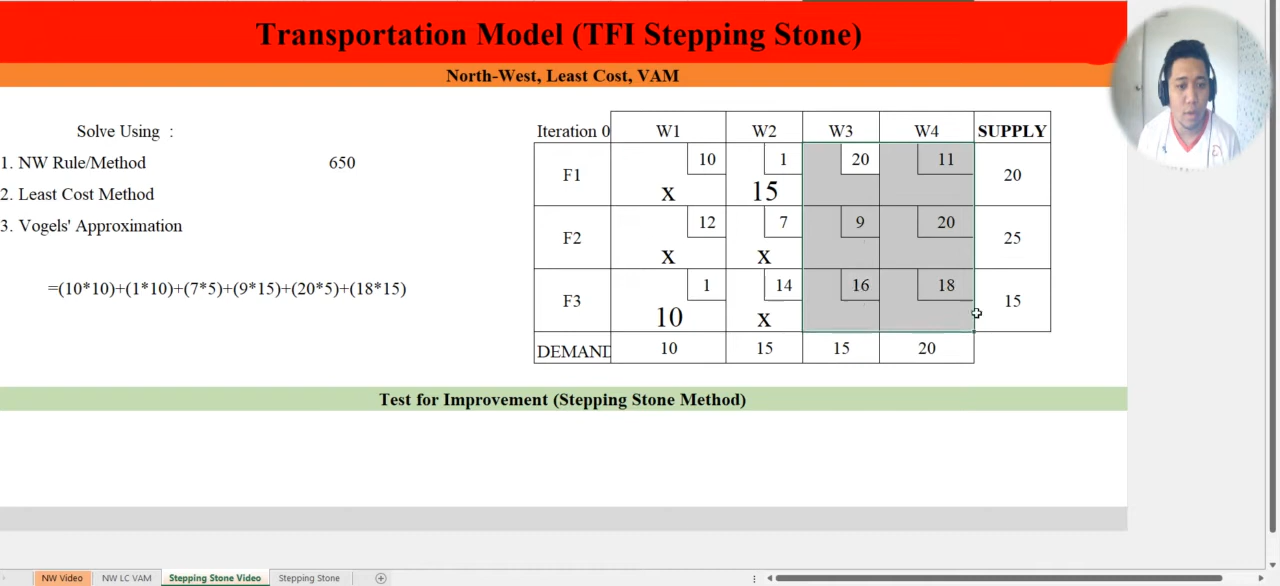 Transportation Model (TFI Stepping Stone)
North-West, Least Cost, VAM
Solve Using :
1. NW Rule/Method 650
2. Least Cost Method
3. Vogels' Approximation
=(10*10)+(1*10)+(7*5)+(9*15)+(20*5)+(18*15)
Iteration 0 W1 W2 W3 W4 SUPPLY
10 1 20 11
F1 20
x 15
12 7 9 20
F2 25
x x
1 14 16 18
F3 15
10 x
DEMAND 10 15 15 20
Test for Improvement (Stepping Stone Method)
NW Video NW LC VAM Stepping Stone Video Stepping Stone